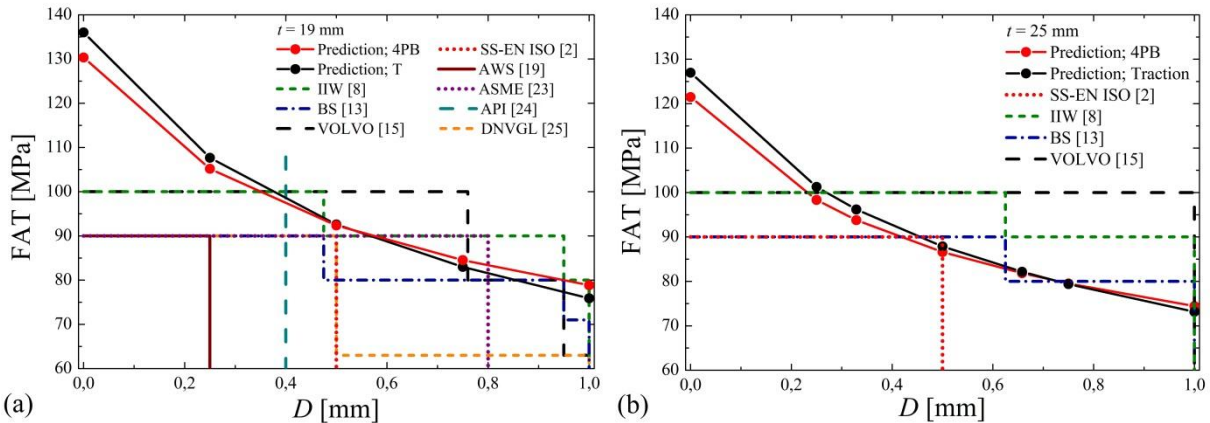 140
130
120
110
100
90
80
70
60
FAT [MPa]
t = 19 mm
Prediction; 4PB
Prediction; T
IIW [8]
BS [13]
VOLVO [15]
SS-EN ISO [2]
AWS [19]
ASME [23]
API [24]
DNVGL [25]
0,0 0,2 0,4 0,6 0,8 1,0
D [mm]
(a)
140
130
120
110
100
90
80
70
60
FAT [MPa]
t = 25 mm
Prediction; 4PB
Prediction; Traction
SS-EN ISO [2]
IIW [8]
BS [13]
VOLVO [15]
0,0 0,2 0,4 0,6 0,8 1,0
D [mm]
(b)